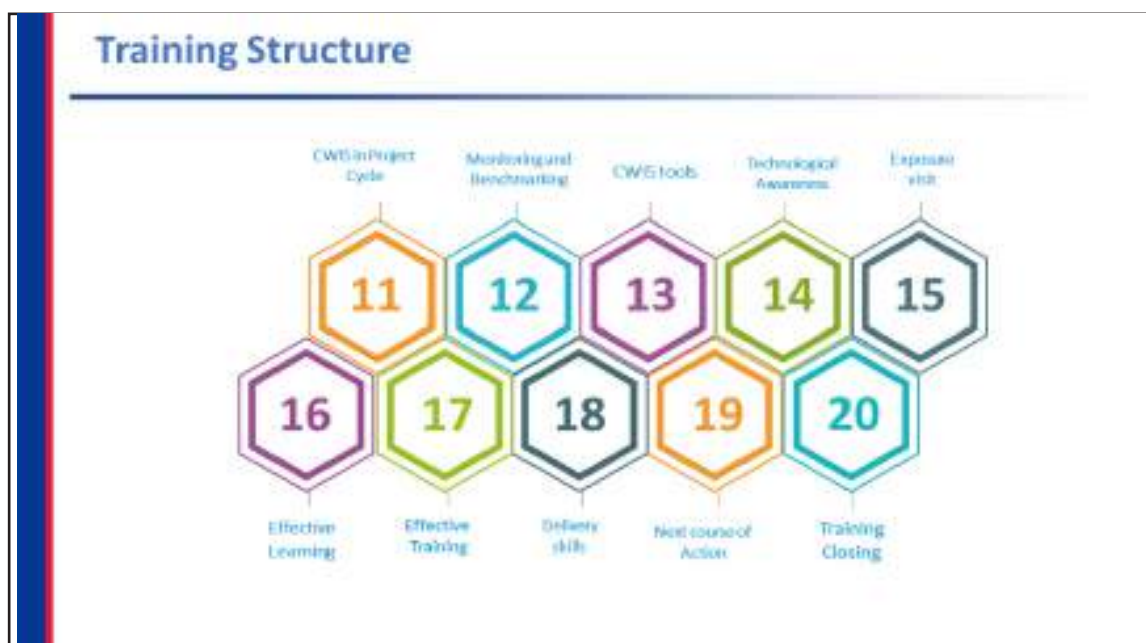 Training Structure
CWIS in Project
Cycle
Monitoring and
Benchmarking
CWIS tools
Technological
Awareness
Exposure
visit
11
12
13
14
15
16
17
18
19
20
Effective
Learning
Effective
Training
Delivery
skills
Next course of
Action
Training
Closing